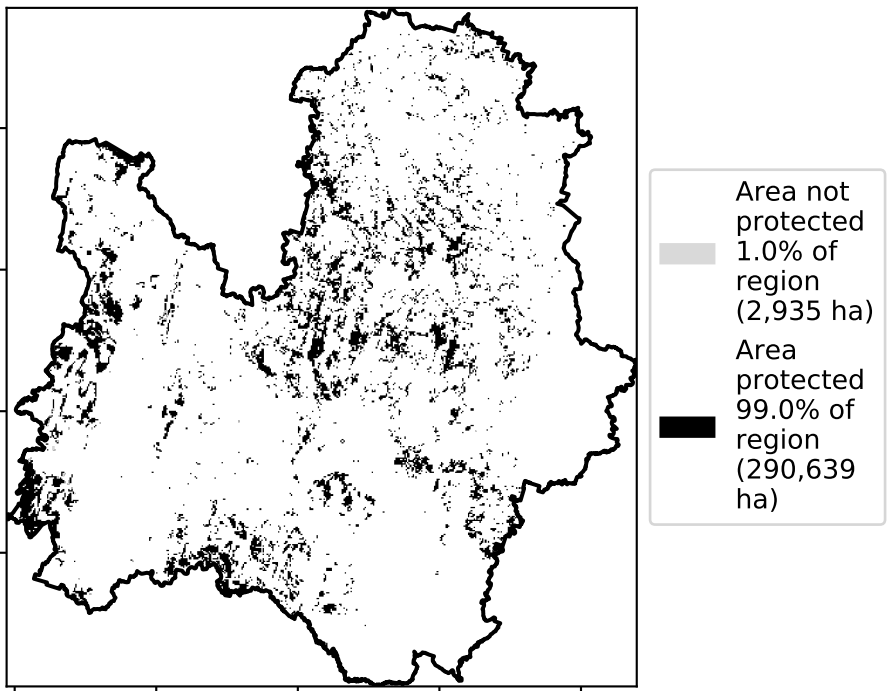 Area not
protected
1.0% of
region
(2,935 ha)
Area
protected
99.0% of
region
(290,639
ha)